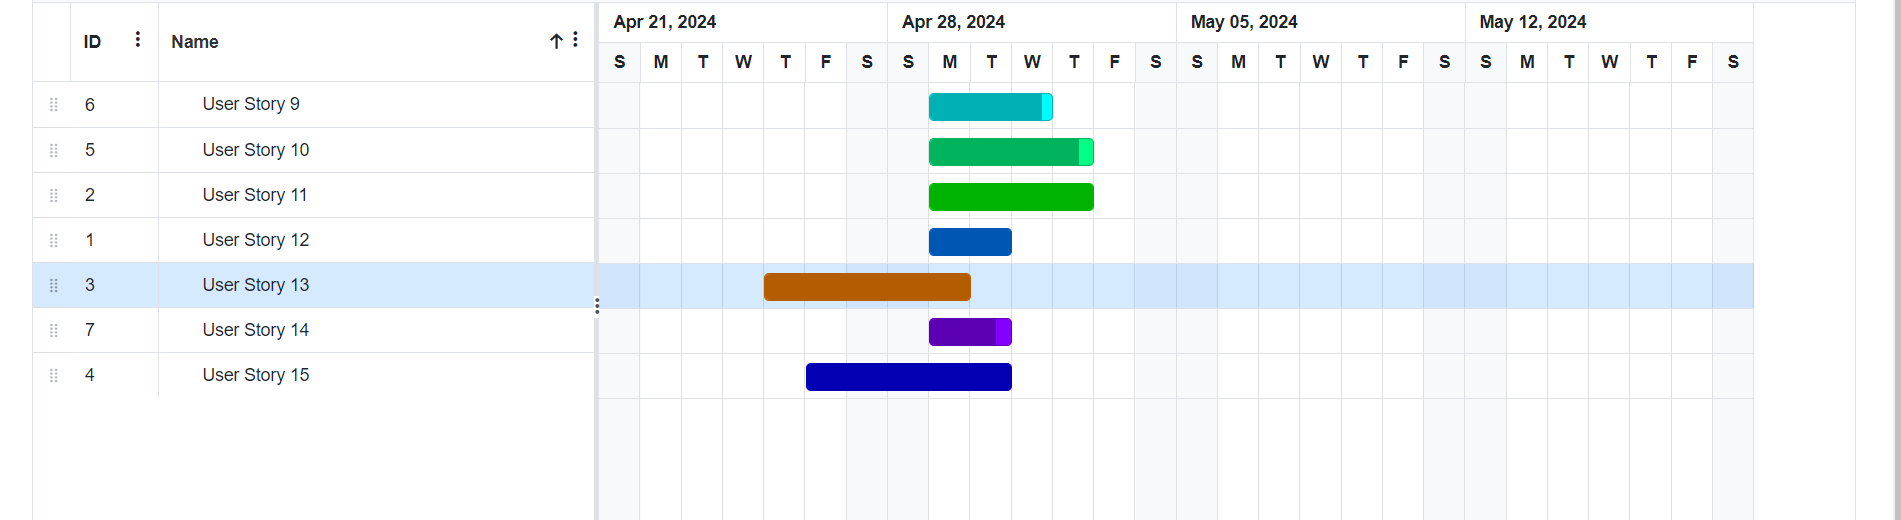 ID Name Apr 21, 2024 Apr 28, 2024 May 05, 2024 May 12, 2024
S M T W T F S S M T W T F S S M T W T F S S M T W T F S
6 User Story 9
5 User Story 10
2 User Story 11
1 User Story 12
3 User Story 13
7 User Story 14
4 User Story 15